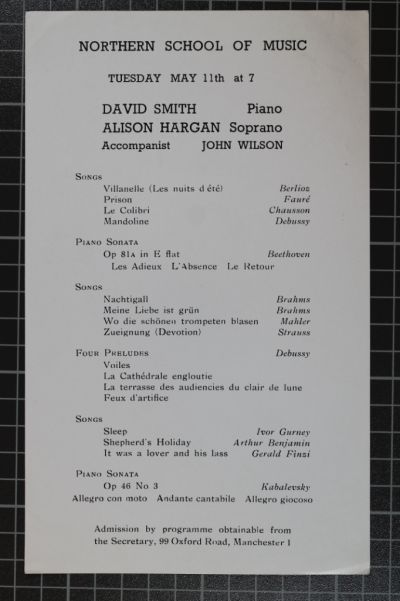 NORTHERN SCHOOL OF MUSIC
TUESDAY MAY 11th at 7
DAVID SMITH Piano
ALISON HARGAN Soprano
Accompanist JOHN WILSON
SONGS
Villanelle (Les nuits d'été) Berlioz
Prison Fauré
Le Colibri Chausson
Mandoline Debussy
PIANO SONATA
Op 81A in E flat Beethoven
Les Adieux L'Absence Le Retour
SONGS
Nachtigall Brahms
Meine Liebe ist grün Brahms
Wo die schönen trompeten blasen Mahler
Zueignung (Devotion) Strauss
FOUR PRELUDES Debussy
Voiles
La Cathédrale engloutie
La terrasse des audiencies du clair de lune
Feux d'artifice
SONGS
Sleep Ivor Gurney
Shepherd's Holiday Arthur Benjamin
It was a lover and his lass Gerald Finzi
PIANO SONATA
Op 46 No 3 Kabalevsky
Allegro con moto Andante cantabile Allegro giocoso
Admission by programme obtainable from
the Secretary, 99 Oxford Road, Manchester 1